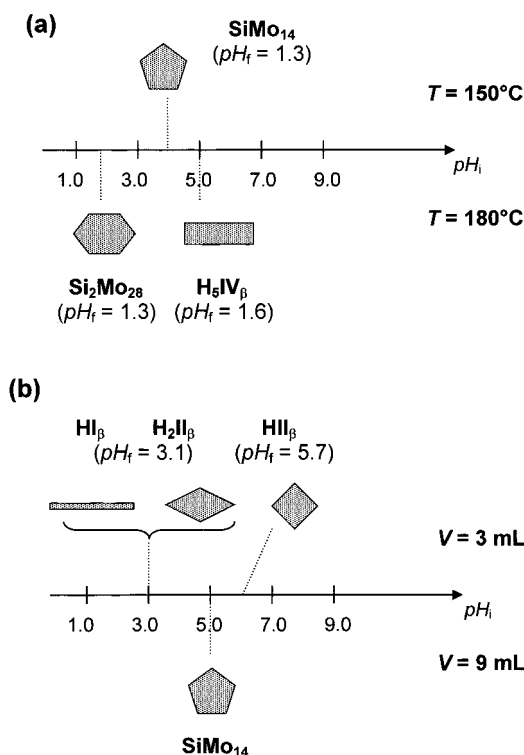 (a)
SiMo₁₄
(pHf = 1.3)
T = 150°C
1.0 3.0 5.0 7.0 9.0
pHi
T = 180°C
Si₂Mo₂₈ H₅IVβ
(pHf = 1.3) (pHf = 1.6)
(b)
HIβ H₂IIβ HIIβ
(pHf = 3.1) (pHf = 5.7)
V = 3 mL
pHi
1.0 3.0 5.0 7.0 9.0
V = 9 mL
SiMo₁₄